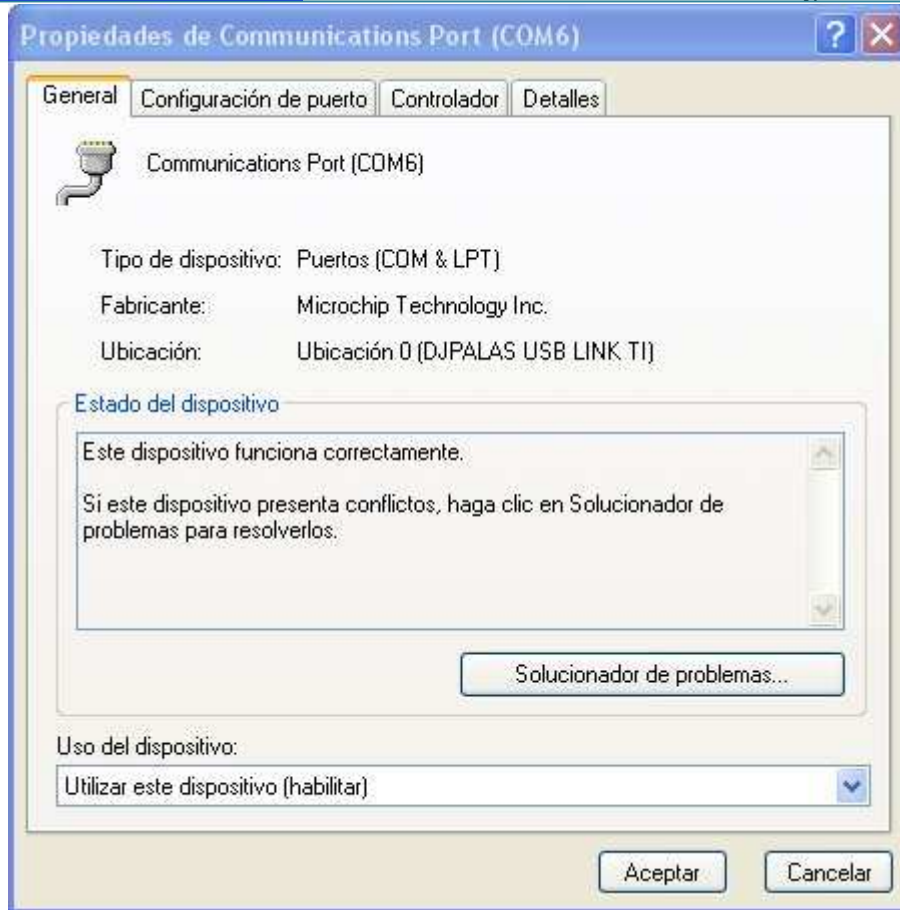 Propiedades de Communications Port (COM6)
General Configuración de puerto Controlador Detalles
Communications Port (COM6)
Tipo de dispositivo: Puertos (COM & LPT)
Fabricante: Microchip Technology Inc.
Ubicación: Ubicación 0 (DJPALAS USB LINK TI)
Estado del dispositivo
Este dispositivo funciona correctamente.
Si este dispositivo presenta conflictos, haga clic en Solucionador de
problemas para resolverlos.
Solucionador de problemas...
Uso del dispositivo:
Utilizar este dispositivo (habilitar)
Aceptar Cancelar